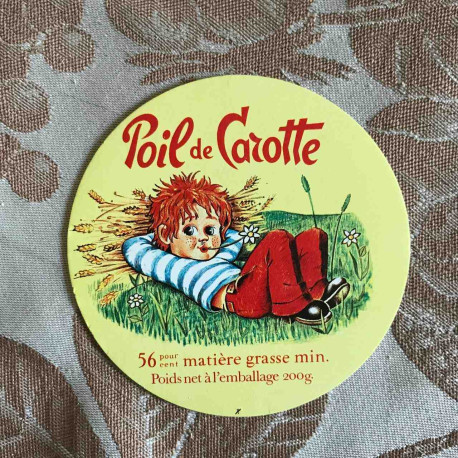 Poil de Carotte
56 pour cent matière grasse min.
Poids net à l'emballage 200g.